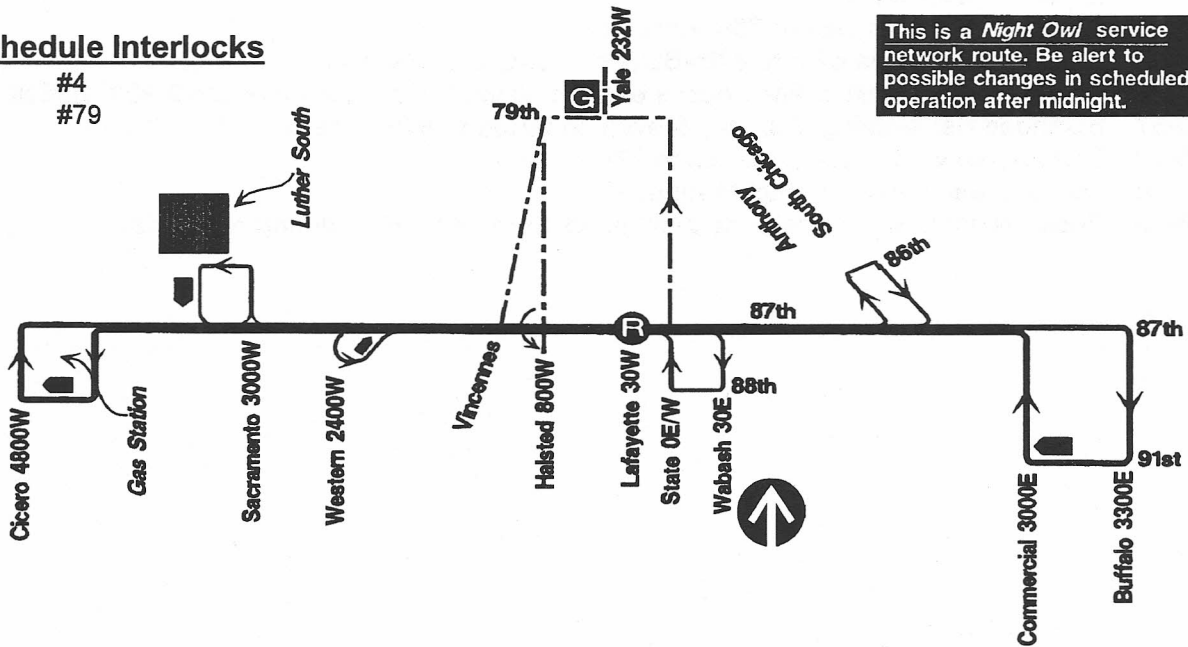 hedule Interlocks
#4
#79
This is a Night Owl service
network route. Be alert to
possible changes in scheduled
operation after midnight.
Yale 232W
G
79th
Luther South
South Chicago
Anthony
86th
87th
87th
R
88th
91st
Cicero 4800W
Gas Station
Sacramento 3000W
Western 2400W
Vincennes
Halsted 800W
Lafayette 30W
State 0E/W
Wabash 30E
Commercial 3000E
Buffalo 3300E